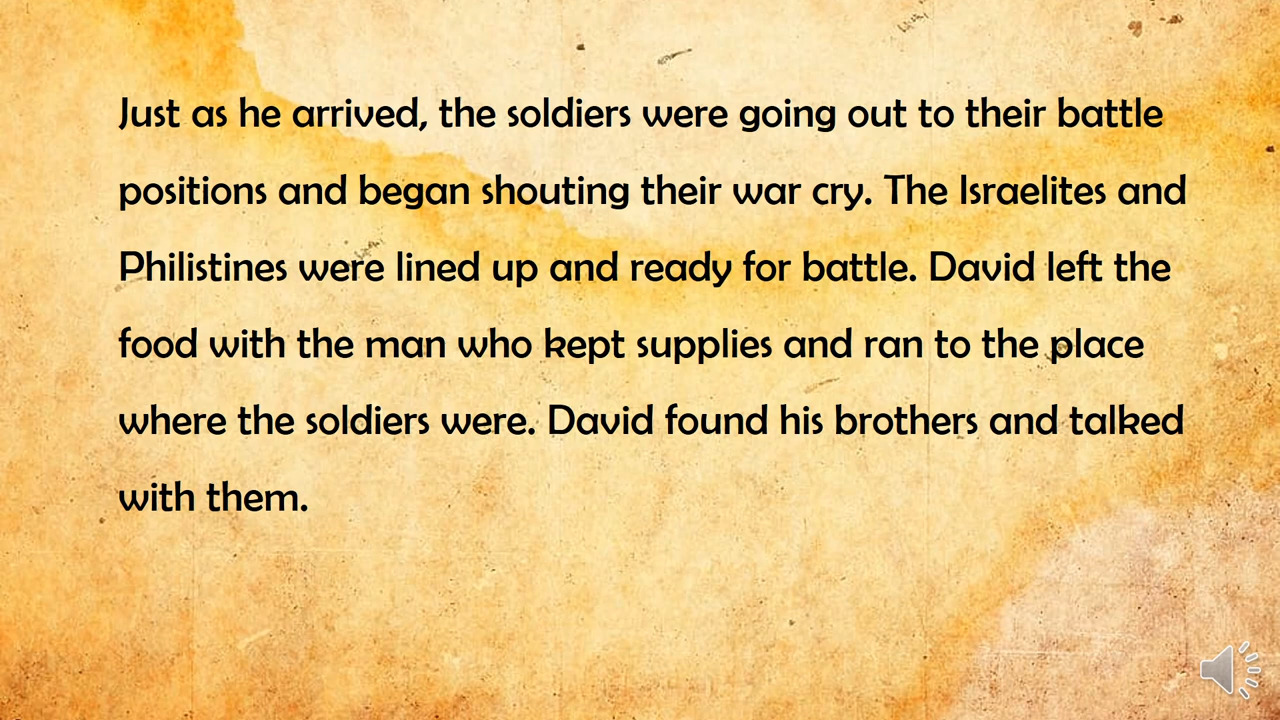 Just as he arrived, the soldiers were going out to their battle
positions and began shouting their war cry. The Israelites and
Philistines were lined up and ready for battle. David left the
food with the man who kept supplies and ran to the place
where the soldiers were. David found his brothers and talked
with them.